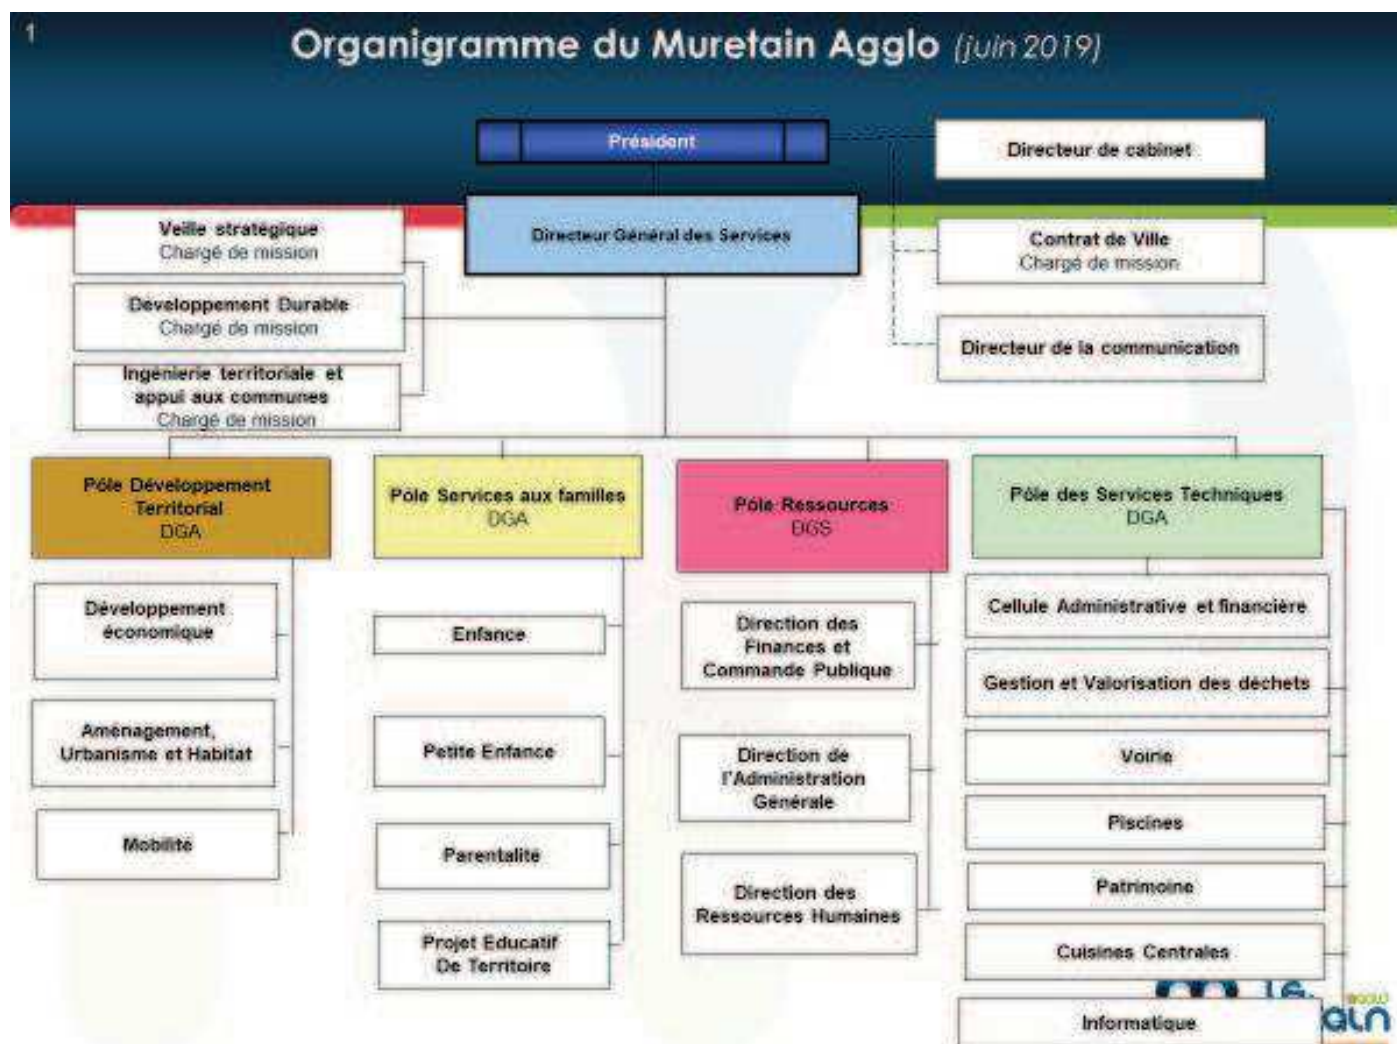 1
Organigramme du Muretain Agglo (juin 2019)
Président
Directeur de cabinet
Directeur Général des Services
Veille stratégique
Chargé de mission
Contrat de Ville
Chargé de mission
Développement Durable
Chargé de mission
Directeur de la communication
Ingénierie territoriale et
appui aux communes
Chargé de mission
Pôle Développement
Territorial
DGA
Développement
économique
Aménagement,
Urbanisme et Habitat
Mobilité
Pôle Services aux familles
DGA
Enfance
Petite Enfance
Parentalité
Projet Educatif
De Territoire
Pôle Ressources
DGS
Direction des
Finances et
Commande Publique
Direction de
l'Administration
Générale
Direction des
Ressources Humaines
Pôle des Services Techniques
DGA
Cellule Administrative et financière
Gestion et Valorisation des déchets
Voirie
Piscines
Patrimoine
Cuisines Centrales
Informatique